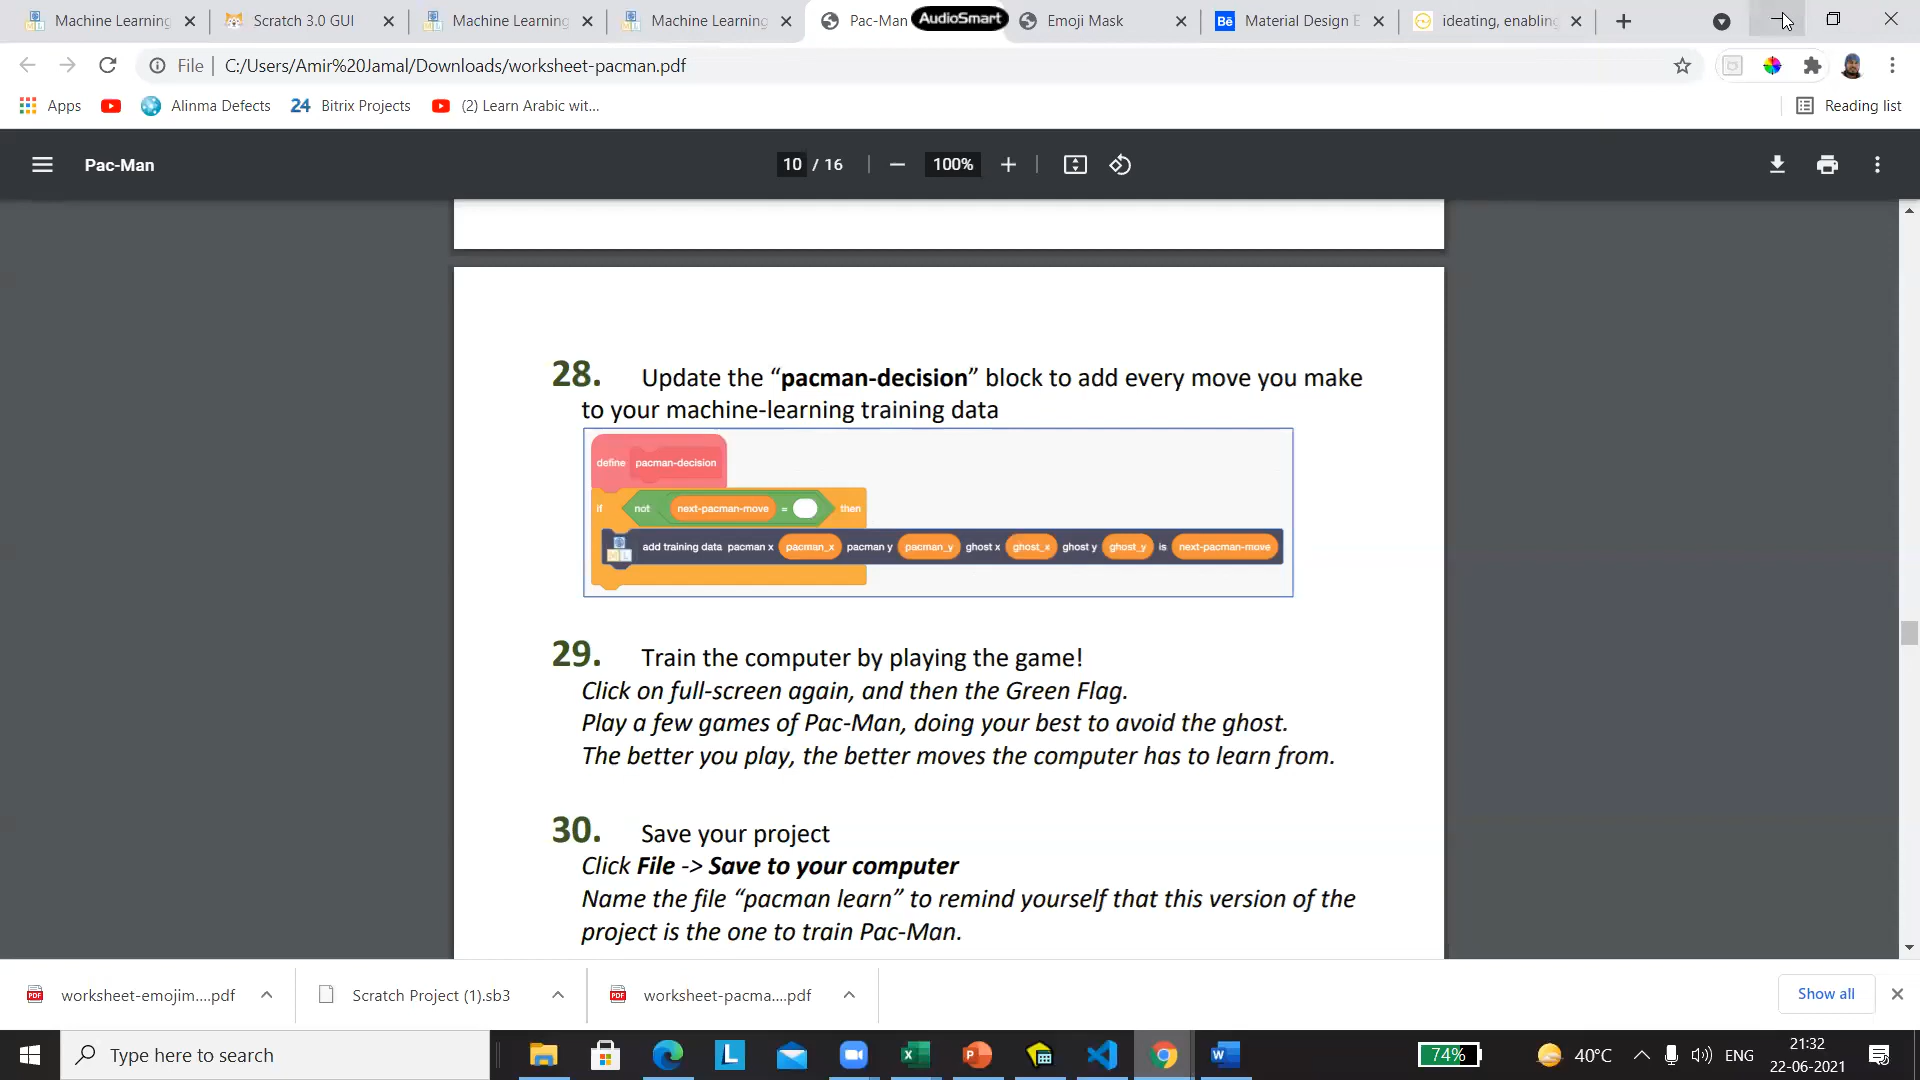 Machine Learning
Scratch 3.0 GUI
Machine Learning
Machine Learning
Pac-Man
AudioSmart
Emoji Mask
Bē
Material Design E
ideating, enabling
File
C:/Users/Amir%20Jamal/Downloads/worksheet-pacman.pdf
Apps
Alinma Defects
24 Bitrix Projects
(2) Learn Arabic wit...
Reading list
Pac-Man
10 / 16
100%
28. Update the “pacman-decision” block to add every move you make
to your machine-learning training data
define pacman-decision
if not next-pacman-move = then
add training data pacman x pacman_x pacman y pacman_y ghost x ghost_x ghost y ghost_y is next-pacman-move
29. Train the computer by playing the game!
Click on full-screen again, and then the Green Flag.
Play a few games of Pac-Man, doing your best to avoid the ghost.
The better you play, the better moves the computer has to learn from.
30. Save your project
Click File -> Save to your computer
Name the file “pacman learn” to remind yourself that this version of the
project is the one to train Pac-Man.
PDF
worksheet-emojim....pdf
Scratch Project (1).sb3
PDF
worksheet-pacma....pdf
Show all
Type here to search
L
74%
40°C
ENG
21:32
22-06-2021